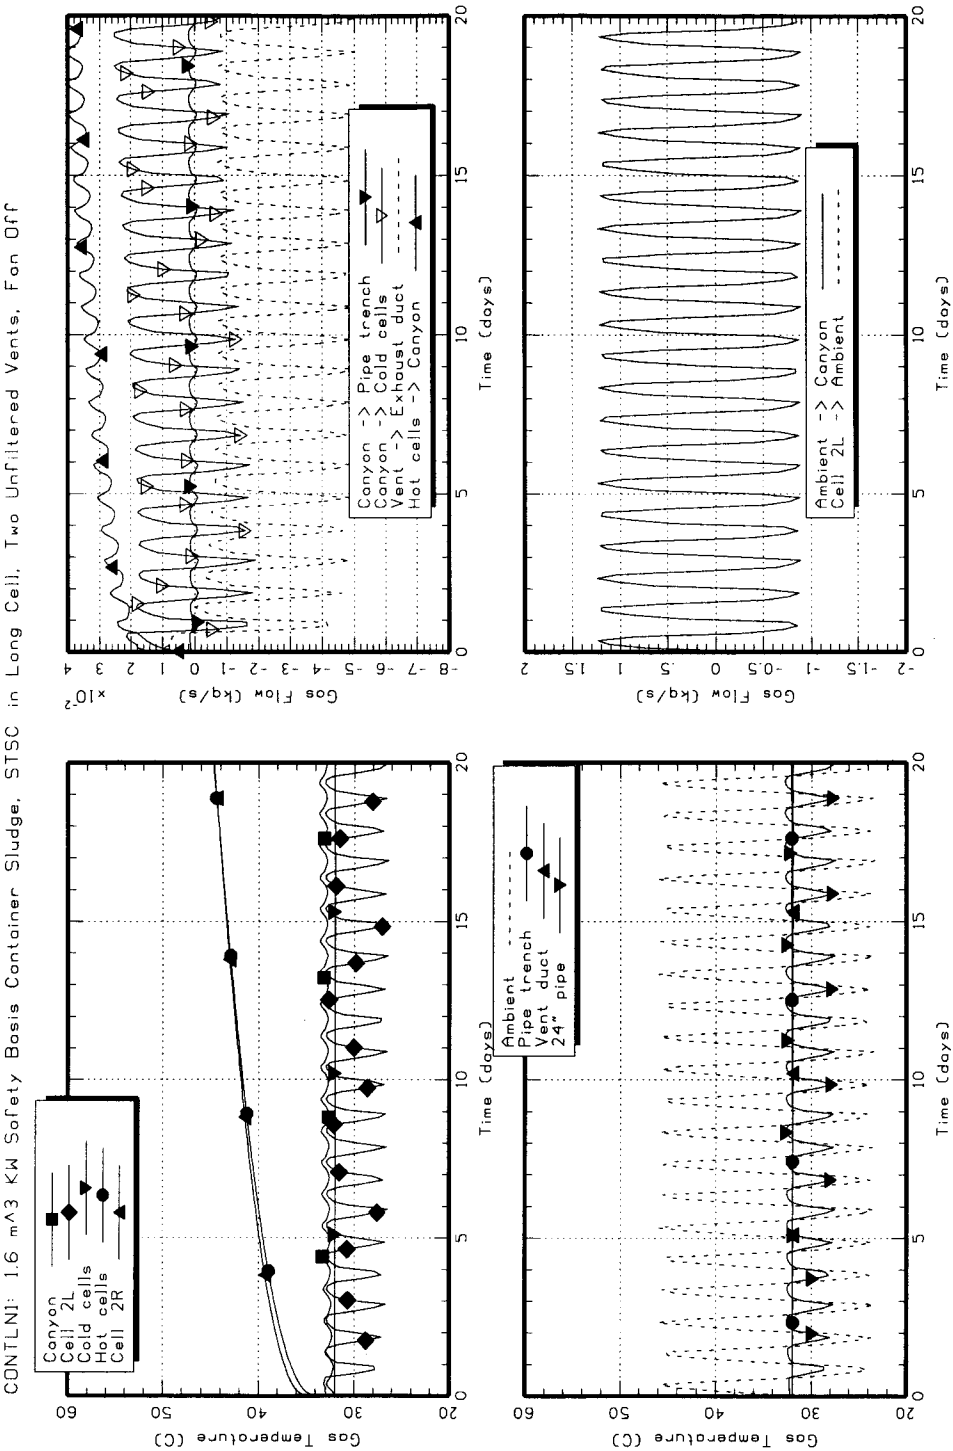 CONTLN1: 1.6 m^3 KW Safety Basis Container Sludge, STSC in Long Cell, Two Unfiltered Vents, Fan Off
60
40
30
20
Gas Temperature (C)
0
5
10
15
20
Time (days)
Canyon
Cell 2L
Cold cells
Hot cells
Cell 2R
4
3
2
1
0
-1
-2
-3
-4
-5
-6
-7
-8
x10^-2
Gas Flow (kg/s)
0
5
10
15
20
Time (days)
Canyon -> Pipe trench
Canyon -> Cold cells
Vent -> Exhaust duct
Hot cells -> Canyon
60
40
30
20
Gas Temperature (C)
0
5
10
15
20
Time (days)
Ambient
Pipe trench
Vent duct
24" pipe
2
1.5
1
0.5
0
-0.5
-1
-1.5
-2
Gas Flow (kg/s)
0
5
10
15
20
Time (days)
Ambient -> Canyon
Cell 2L -> Ambient